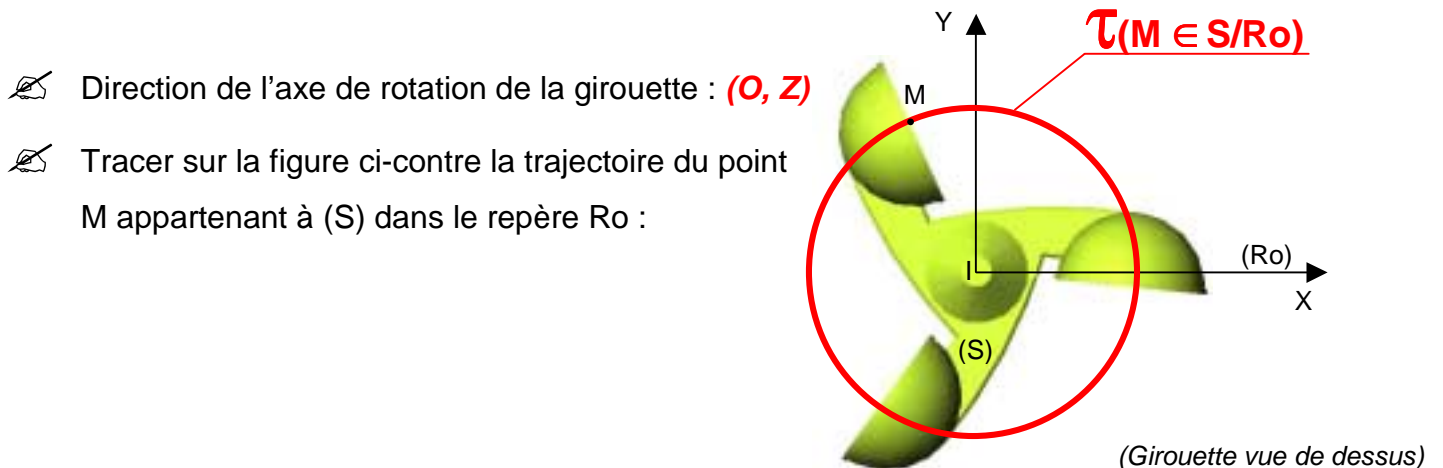 Direction de l'axe de rotation de la girouette : (O, Z)
Tracer sur la figure ci-contre la trajectoire du point
M appartenant à (S) dans le repère Ro :
Y
τ(M ∈ S/Ro)
M
I
(Ro)
X
(S)
(Girouette vue de dessus)